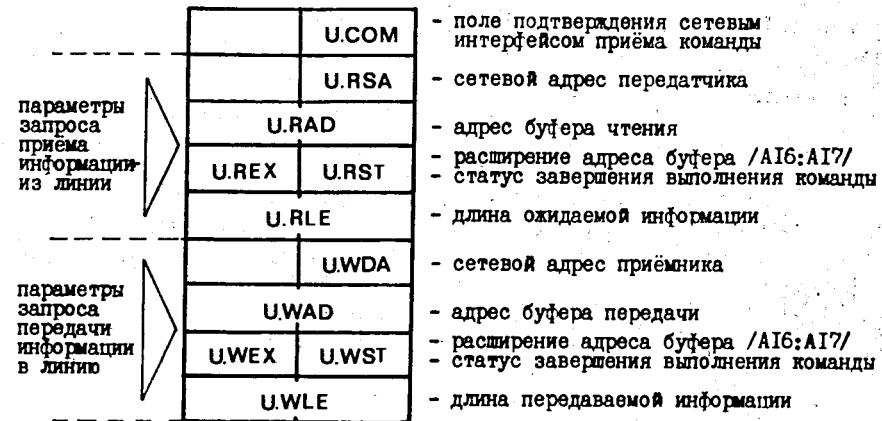 U.COM - поле подтверждения сетевым
интерфейсом приёма команды
U.RSA - сетевой адрес передатчика
параметры
запроса
приёма
информации
из линии
U.RAD - адрес буфера чтения
U.REX U.RST - расширение адреса буфера /AI6:AI7/
- статус завершения выполнения команды
U.RLE - длина ожидаемой информации
U.WDA - сетевой адрес приёмника
параметры
запроса
передачи
информации
в линию
U.WAD - адрес буфера передачи
U.WEX U.WST - расширение адреса буфера /AI6:AI7/
- статус завершения выполнения команды
U.WLE - длина передаваемой информации